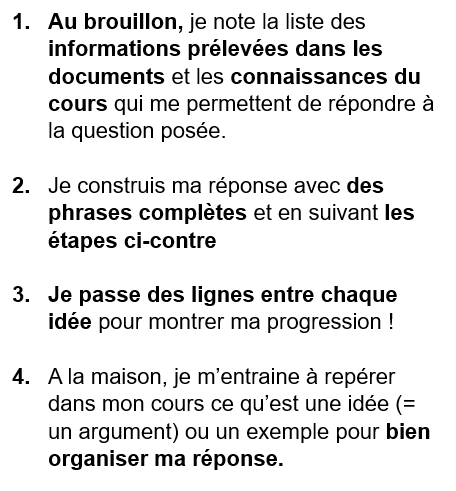 1. Au brouillon, je note la liste des
informations prélevées dans les
documents et les connaissances du
cours qui me permettent de répondre à
la question posée.
2. Je construis ma réponse avec des
phrases complètes et en suivant les
étapes ci-contre
3. Je passe des lignes entre chaque
idée pour montrer ma progression !
4. A la maison, je m'entraine à repérer
dans mon cours ce qu'est une idée (=
un argument) ou un exemple pour bien
organiser ma réponse.